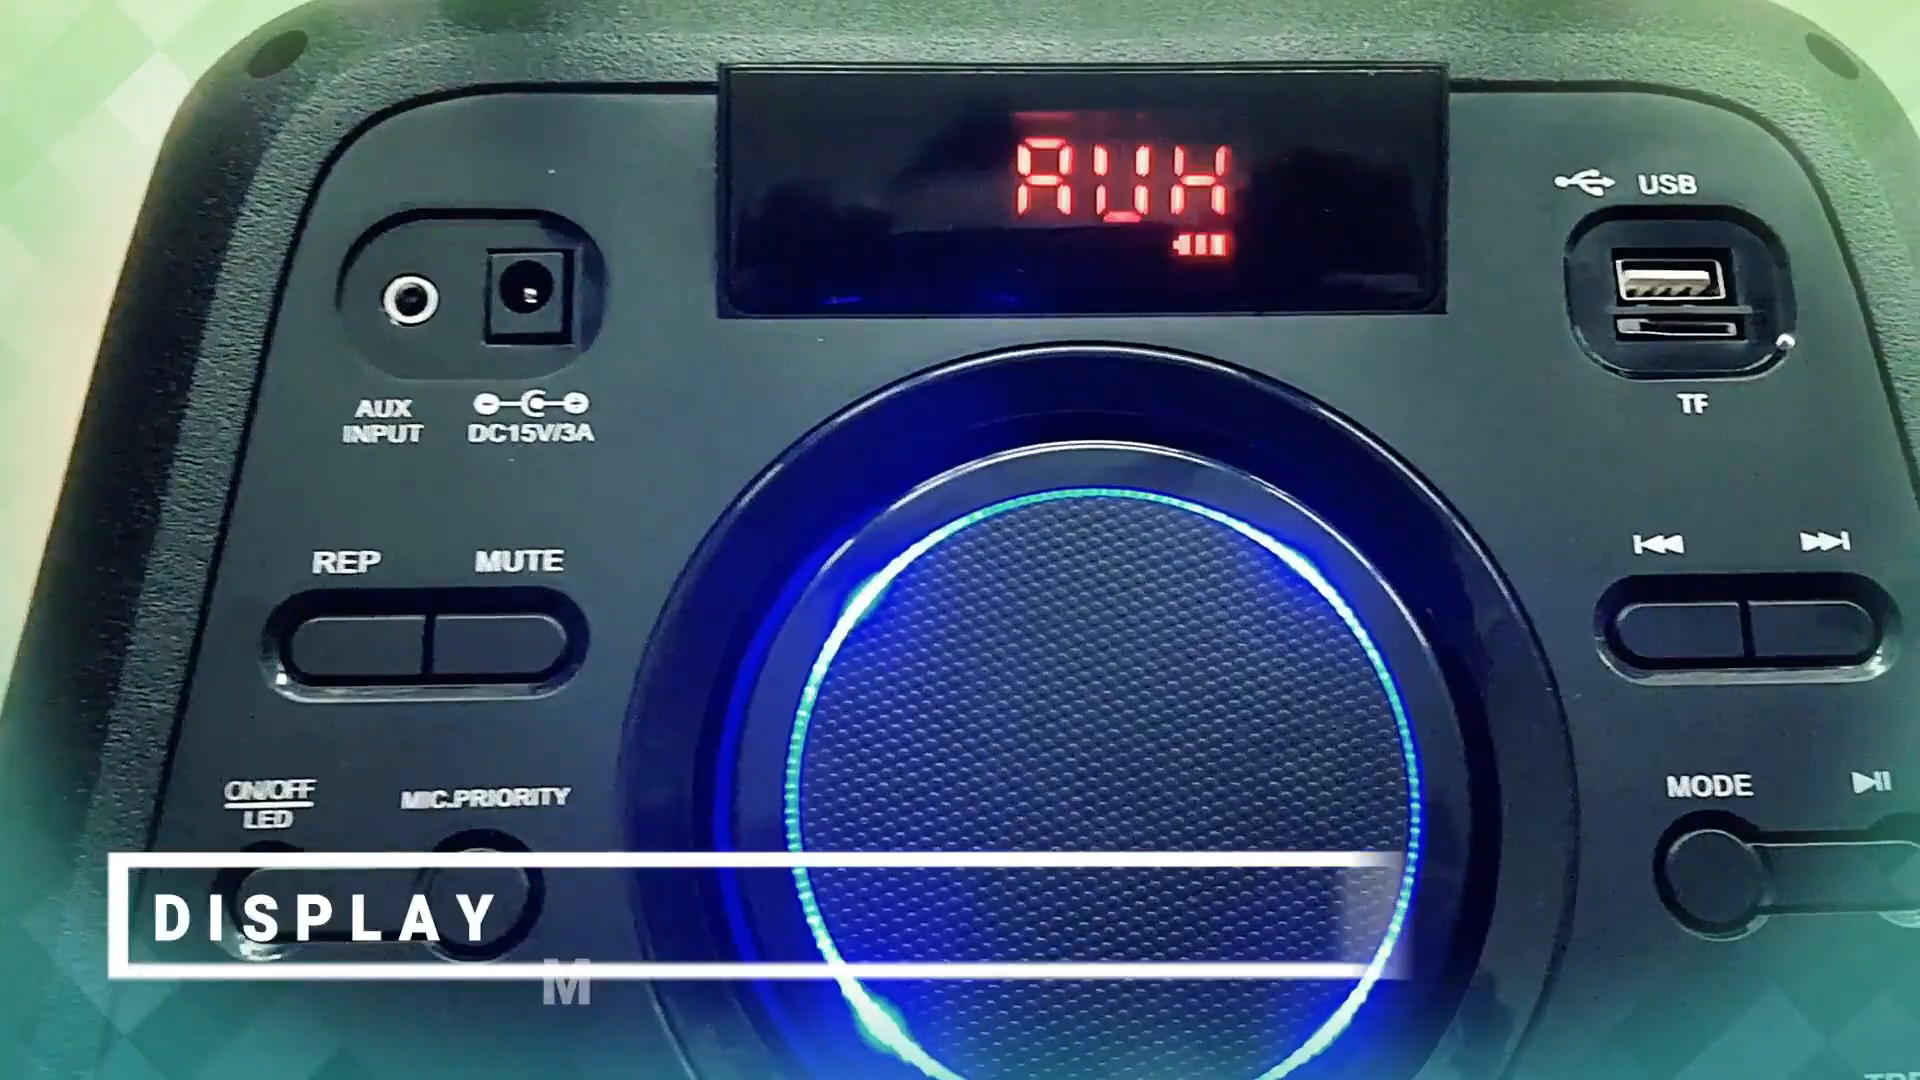 AUX
USB
AUX
INPUT
DC15V/3A
TF
REP
MUTE
ON/OFF
LED
MIC.PRIORITY
MODE
DISPLAY
M